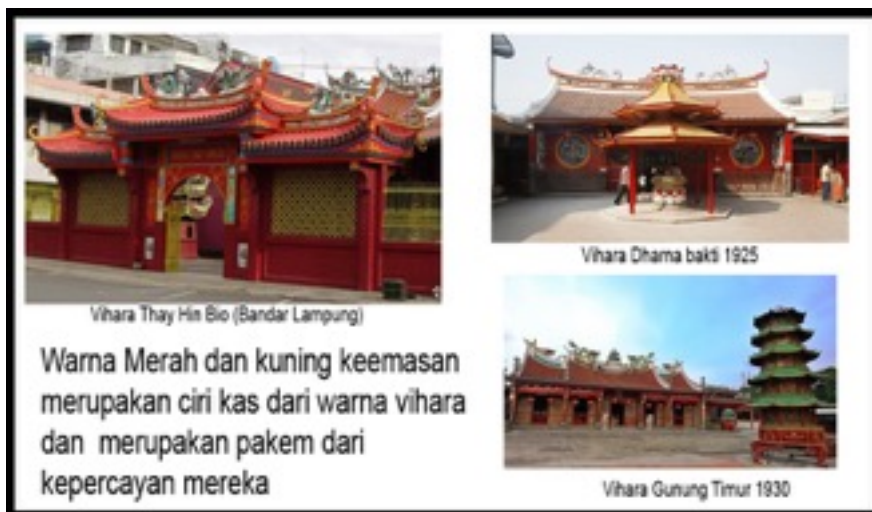 Vihara Thay Hin Bio (Bandar Lampung)
Warna Merah dan kuning keemasan
merupakan ciri kas dari warna vihara
dan merupakan pakem dari
kepercayan mereka
Vihara Dharna bakti 1925
Vihara Gunung Timur 1930